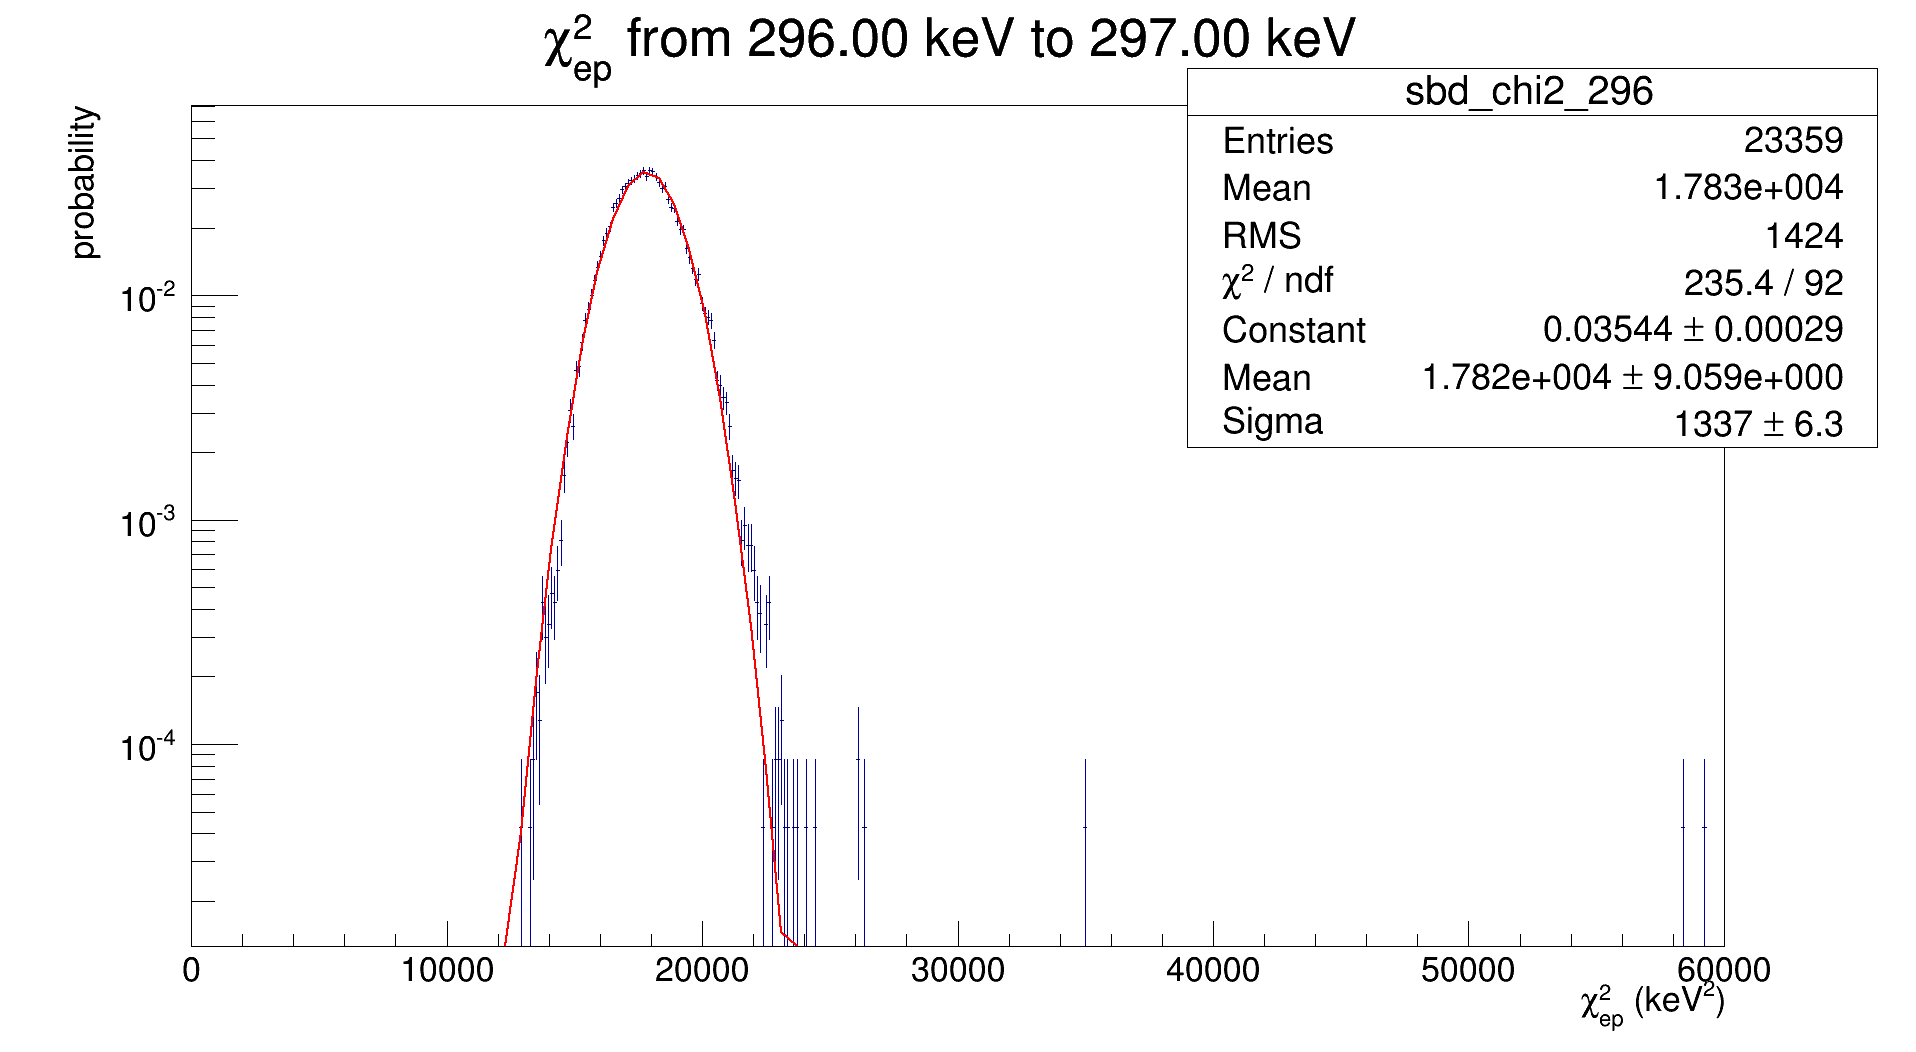 χ²ep from 296.00 keV to 297.00 keV
probability
sbd_chi2_296
Entries 23359
Mean 1.783e+004
RMS 1424
χ² / ndf 235.4 / 92
Constant 0.03544 ± 0.00029
Mean 1.782e+004 ± 9.059e+000
Sigma 1337 ± 6.3
10⁻²
10⁻³
10⁻⁴
0 10000 20000 30000 40000 50000 60000
χ²ep (keV²)